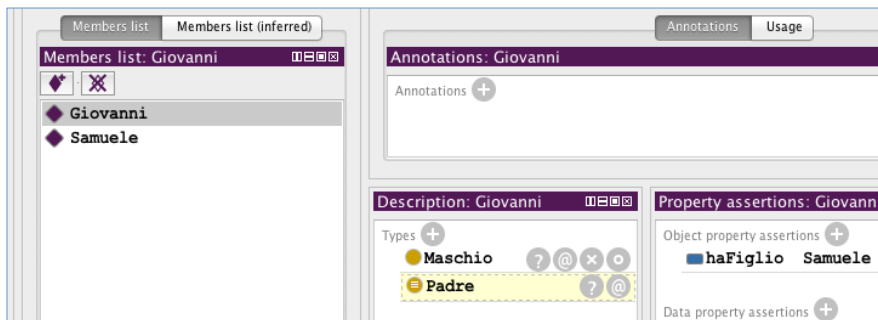 Members list
Members list (inferred)
Members list: Giovanni
Giovanni
Samuele
Annotations
Usage
Annotations: Giovanni
Annotations
Description: Giovanni
Types
Maschio
Padre
Property assertions: Giovann
Object property assertions
haFiglio Samuele
Data property assertions